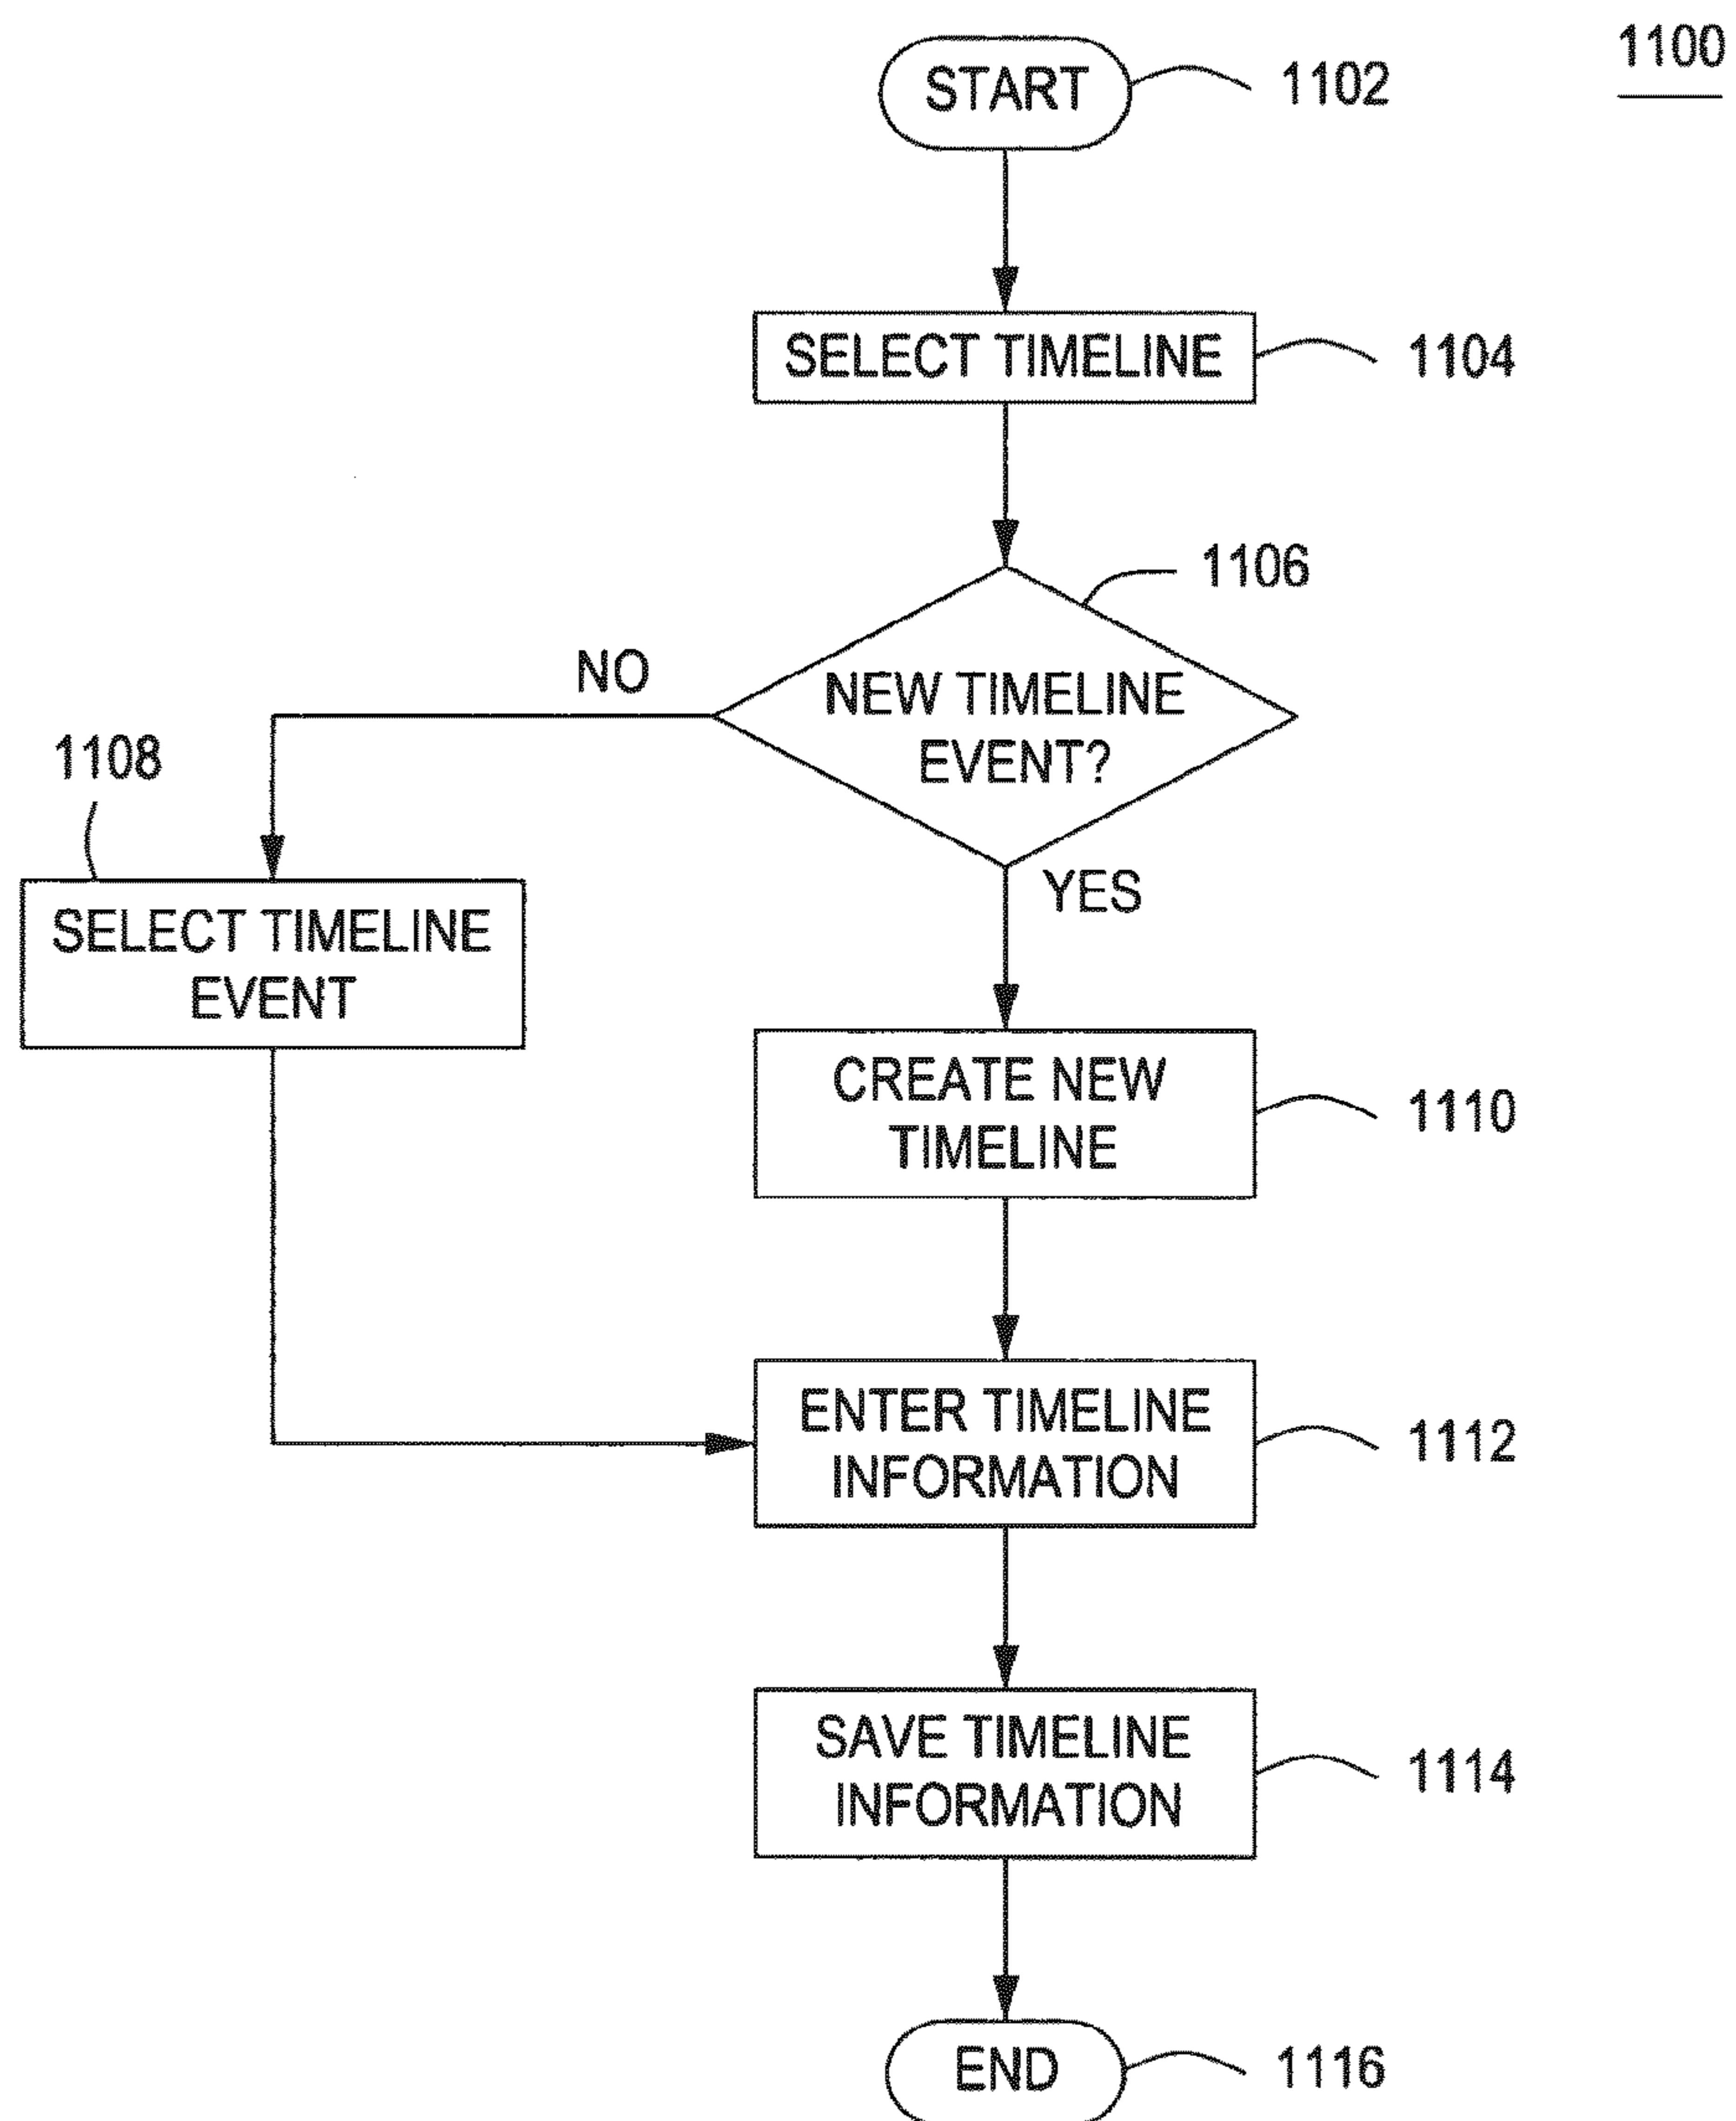 1100
START
1102
SELECT TIMELINE
1104
1106
NEW TIMELINE
EVENT?
NO
YES
1108
SELECT TIMELINE
EVENT
CREATE NEW
TIMELINE
1110
ENTER TIMELINE
INFORMATION
1112
SAVE TIMELINE
INFORMATION
1114
END
1116